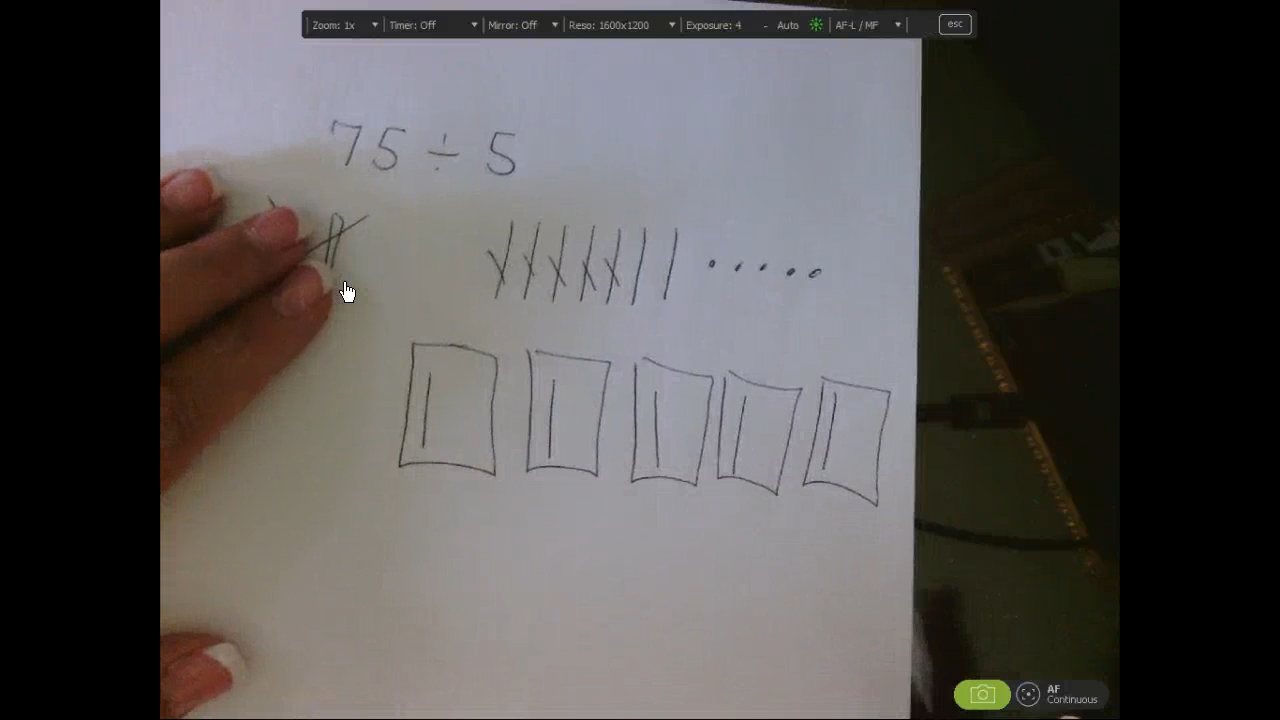 Zoom: 1x Timer: Off Mirror: Off Reso: 1600x1200 Exposure: 4 - Auto AF-L / MF esc
75 ÷ 5
AF
Continuous